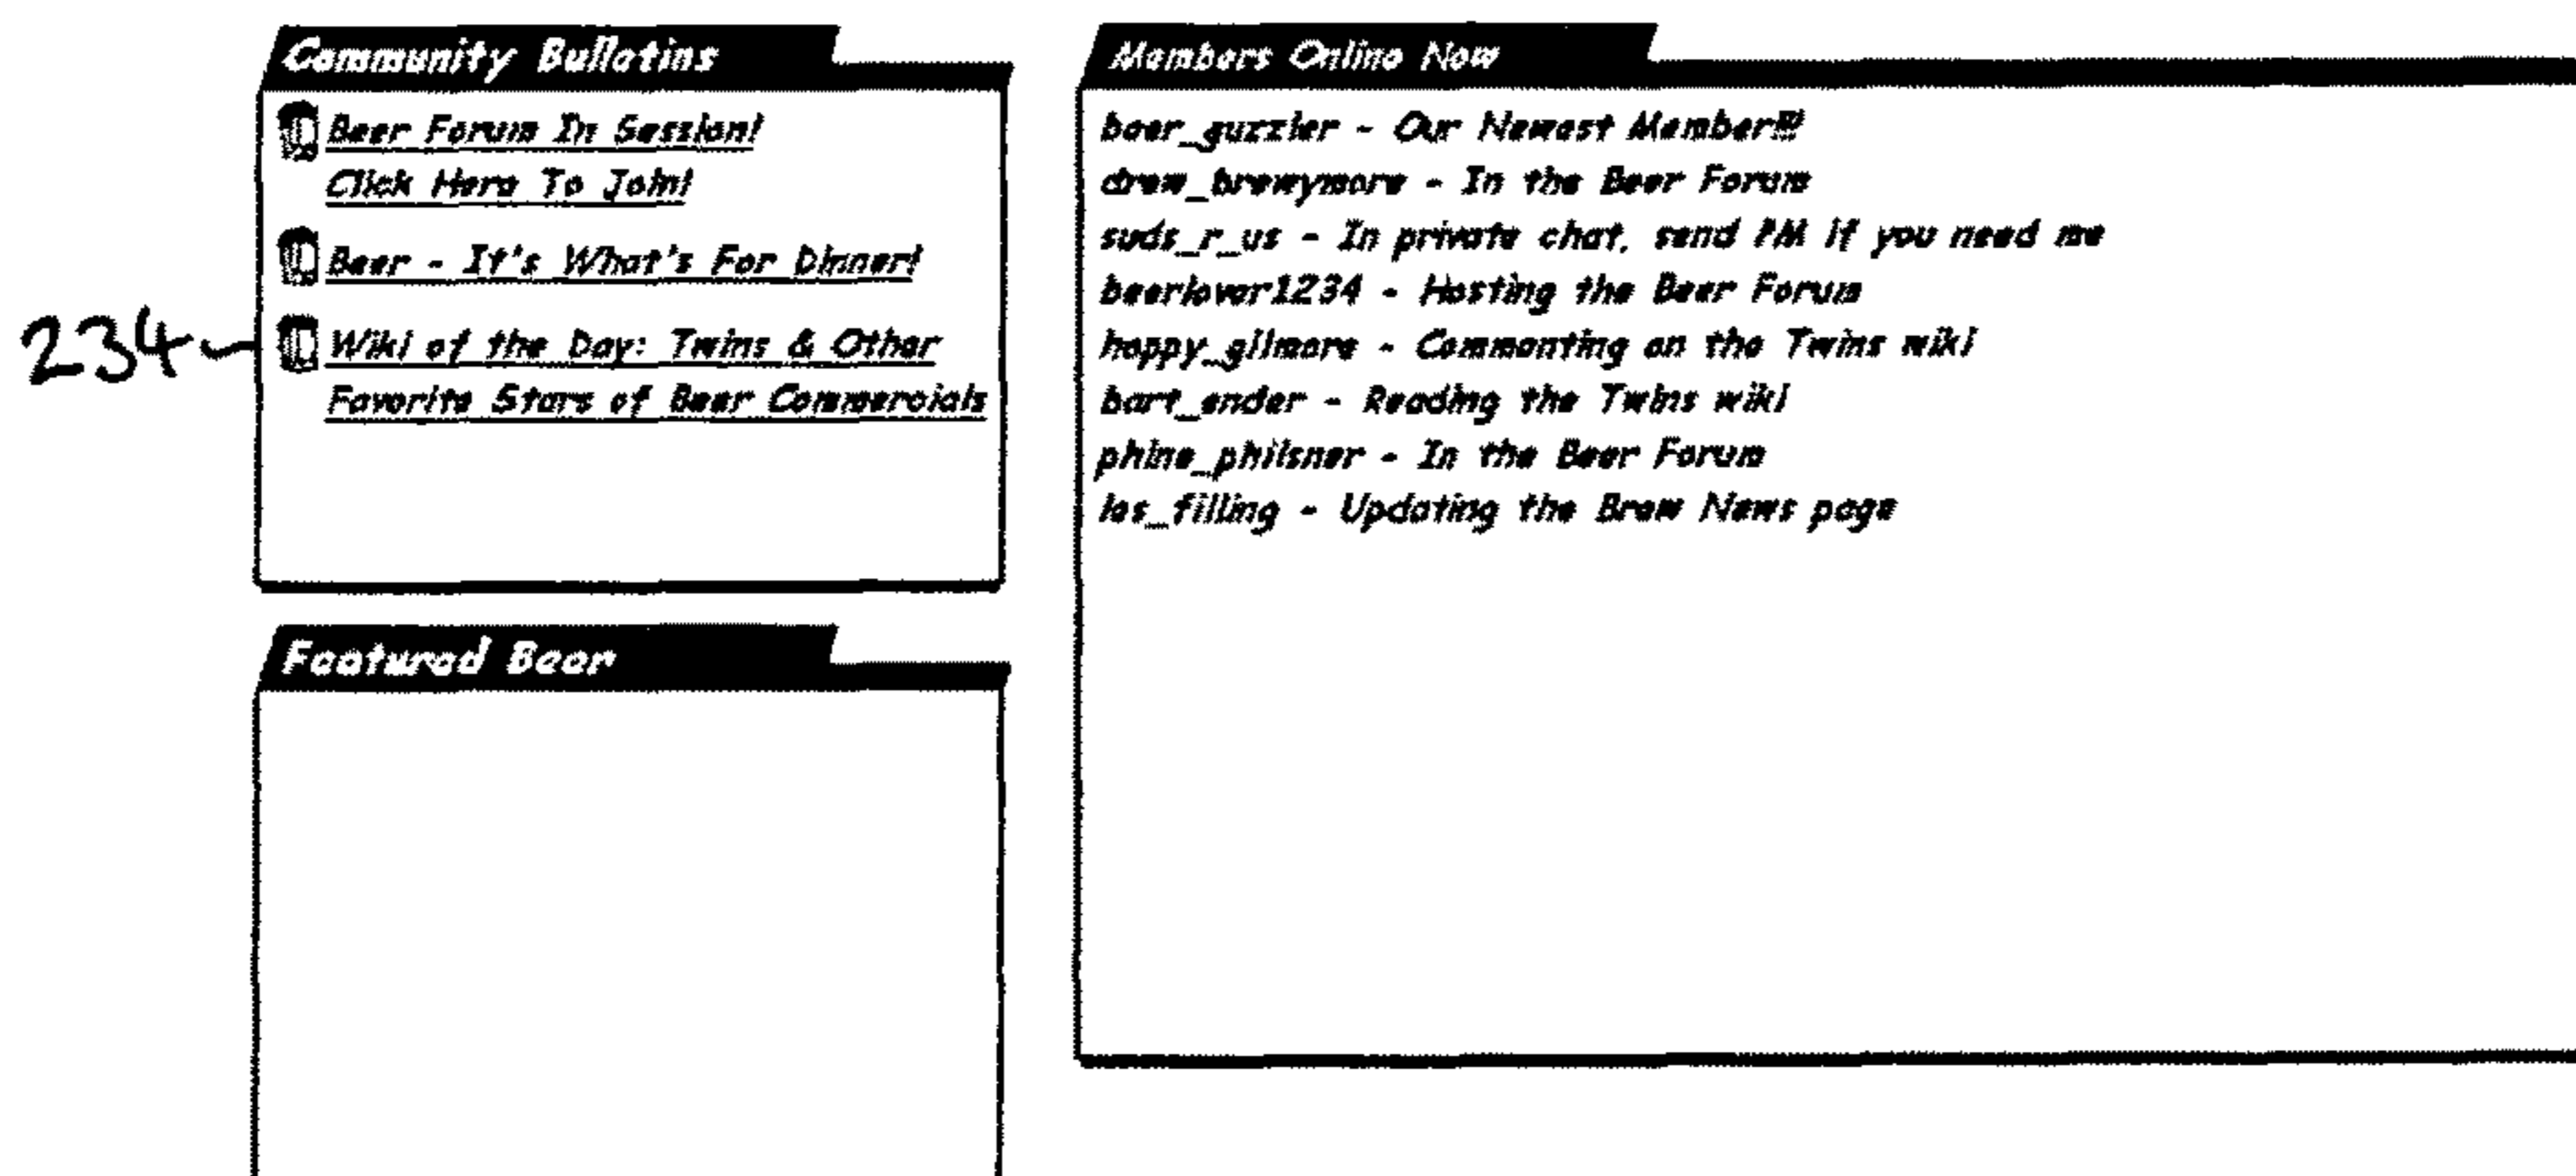 Community Bulletins
Beer Forum In Session!
Click Here To Join!
Beer - It's What's For Dinner!
234
Wiki of the Day: Twins & Other
Favorite Stars of Beer Commercials
Featured Beer
Members Online Now
beer_guzzler - Our Newest Member!!!
drew_brewymore - In the Beer Forum
suds_r_us - In private chat, send PM if you need me
beerlover1234 - Hosting the Beer Forum
hoppy_gilmore - Commenting on the Twins wiki
bart_ender - Reading the Twins wiki
phine_philsner - In the Beer Forum
les_filling - Updating the Brew News page